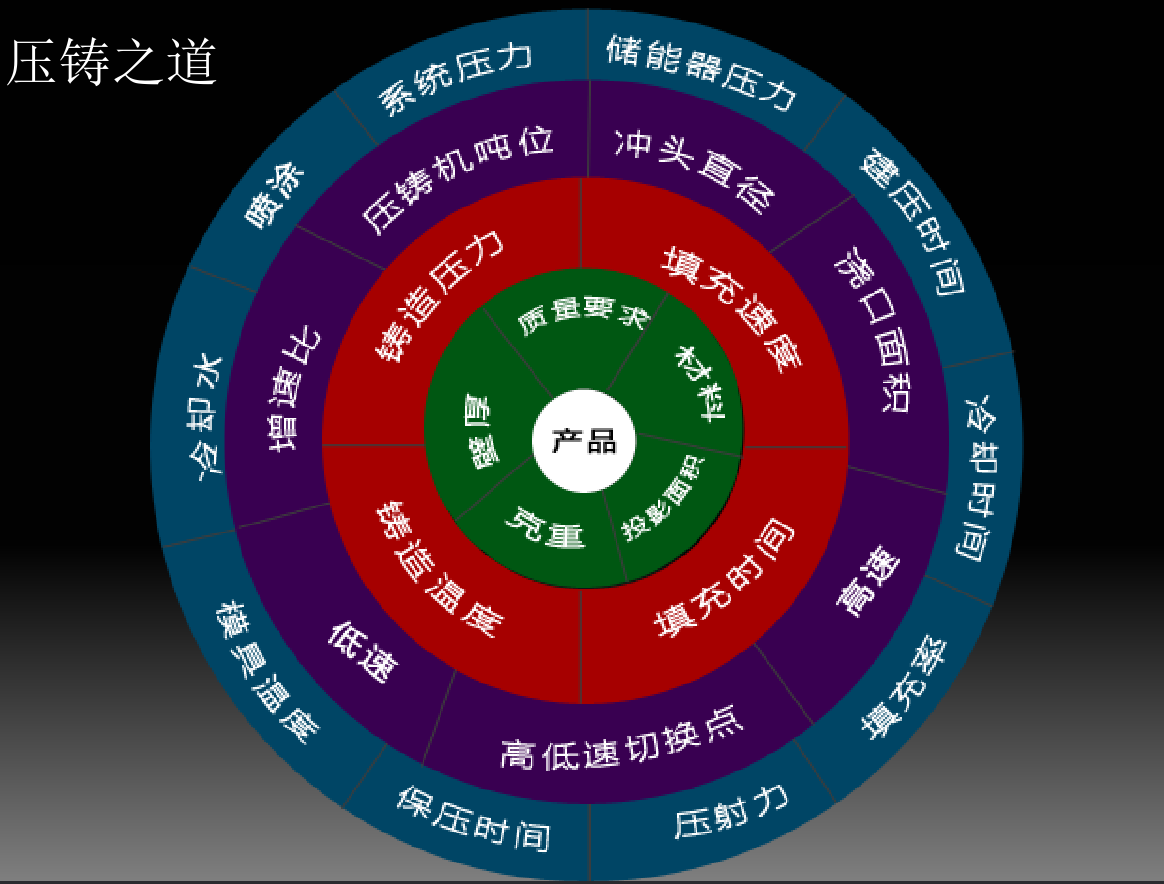 压铸之道
产品
质量要求
材料
投影面积
克重
壁厚
铸造压力
填充速度
填充时间
铸造温度
压铸机吨位
冲头直径
浇口面积
高速
高低速切换点
低速
增速比
系统压力
储能器压力
建压时间
冷却时间
填充率
压射力
保压时间
模具温度
冷却水
喷涂